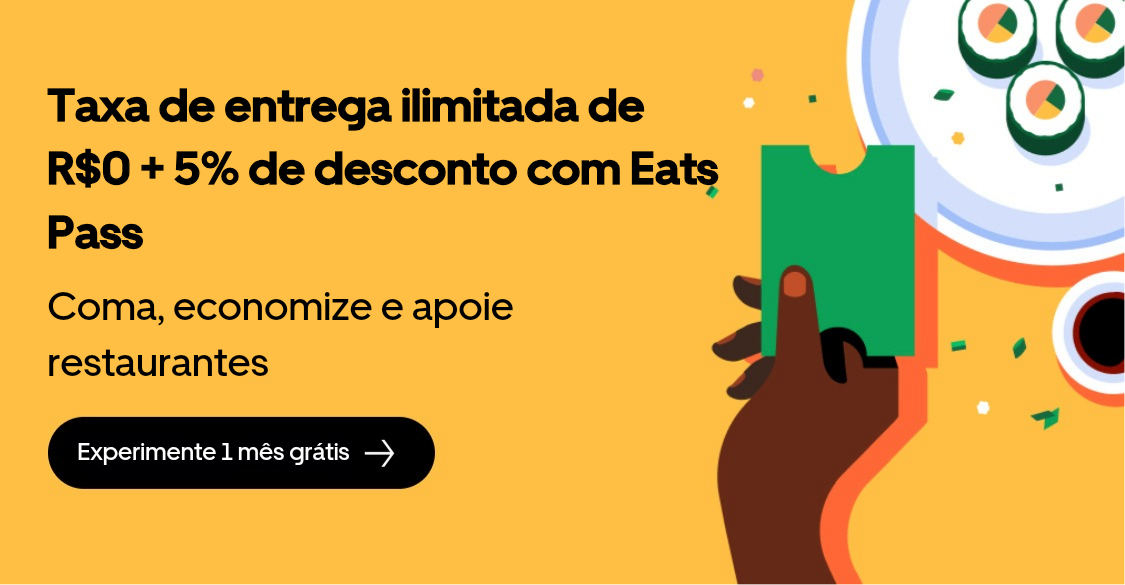 Taxa de entrega ilimitada de
R$0 + 5% de desconto com Eats
Pass
Coma, economize e apoie
restaurantes
Experimente 1 mês grátis